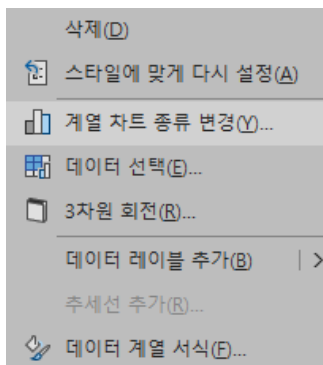 삭제(D)
스타일에 맞게 다시 설정(A)
계열 차트 종류 변경(Y)...
데이터 선택(E)...
3차원 회전(R)...
데이터 레이블 추가(B)
추세선 추가(R)...
데이터 계열 서식(F)...